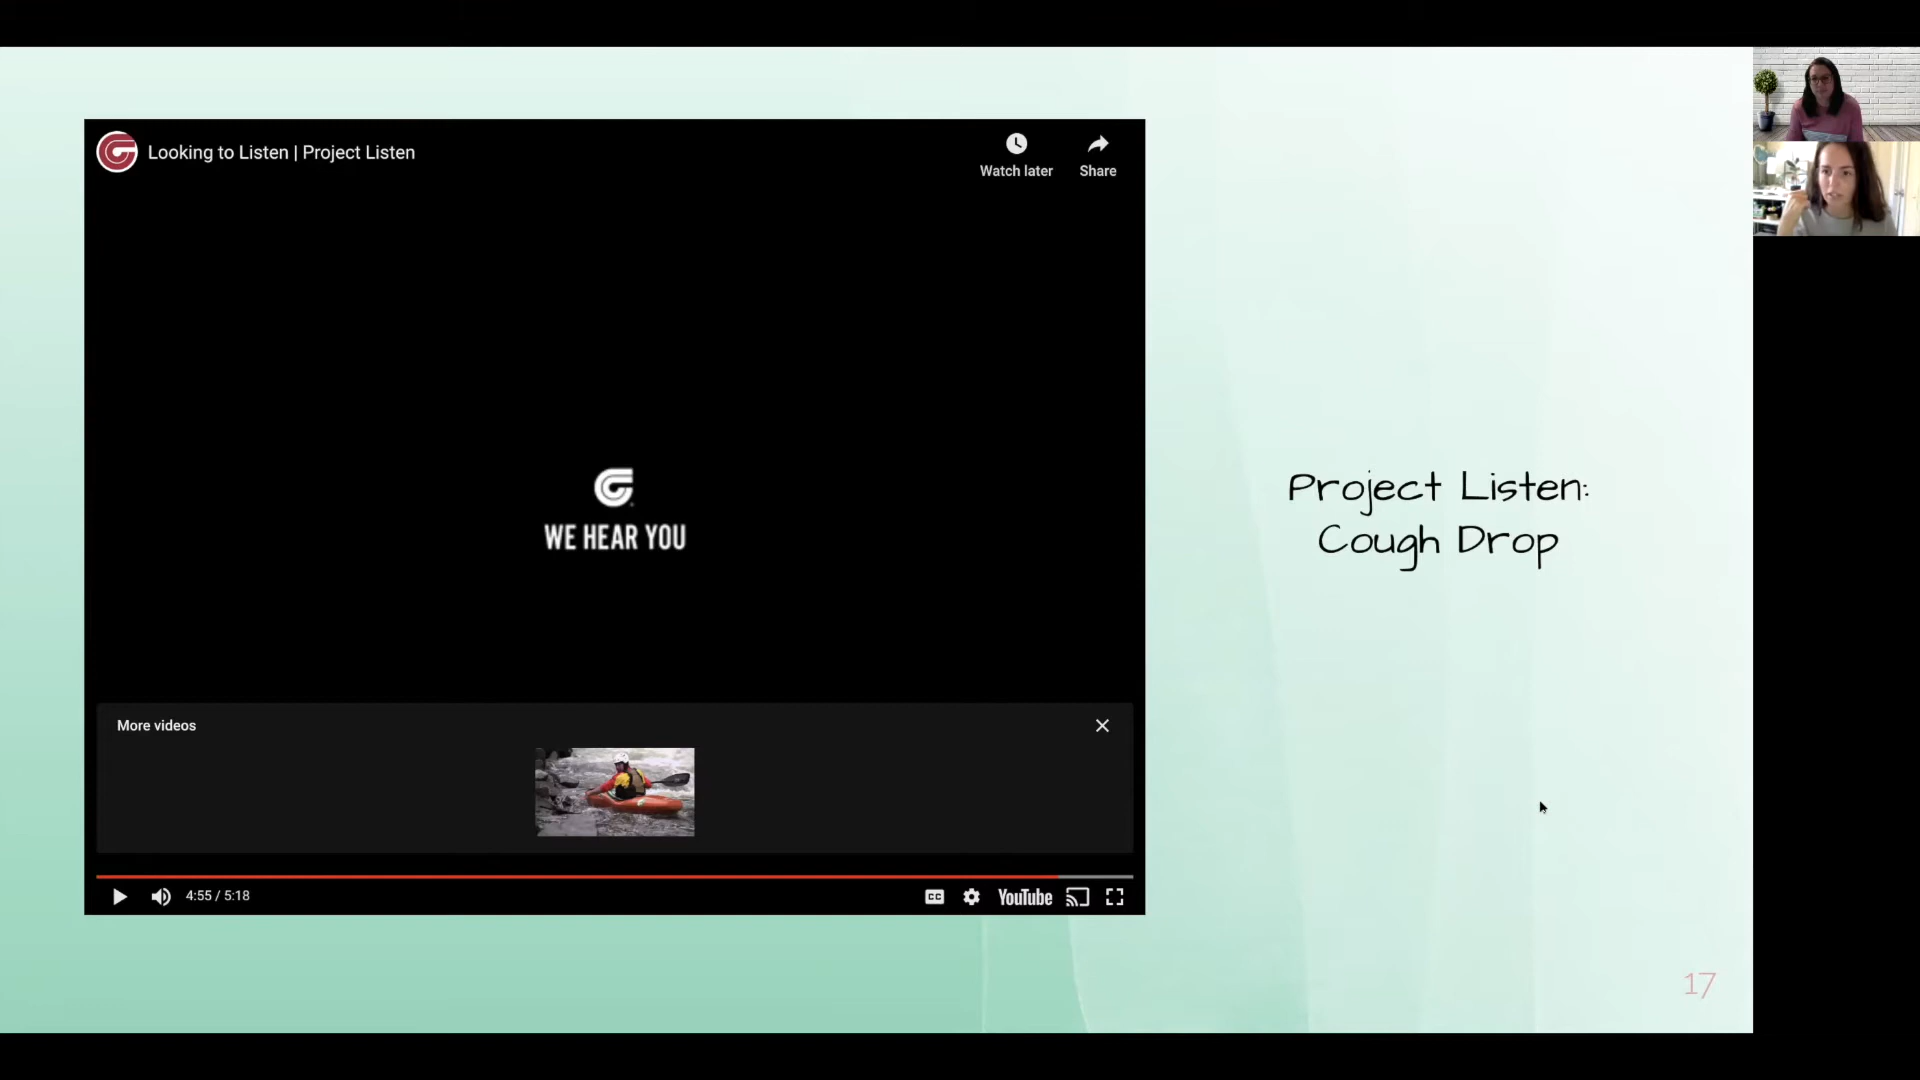 Looking to Listen | Project Listen
Watch later
Share
WE HEAR YOU
More videos
4:55 / 5:18
CC
YouTube
Project Listen:
Cough Drop
17